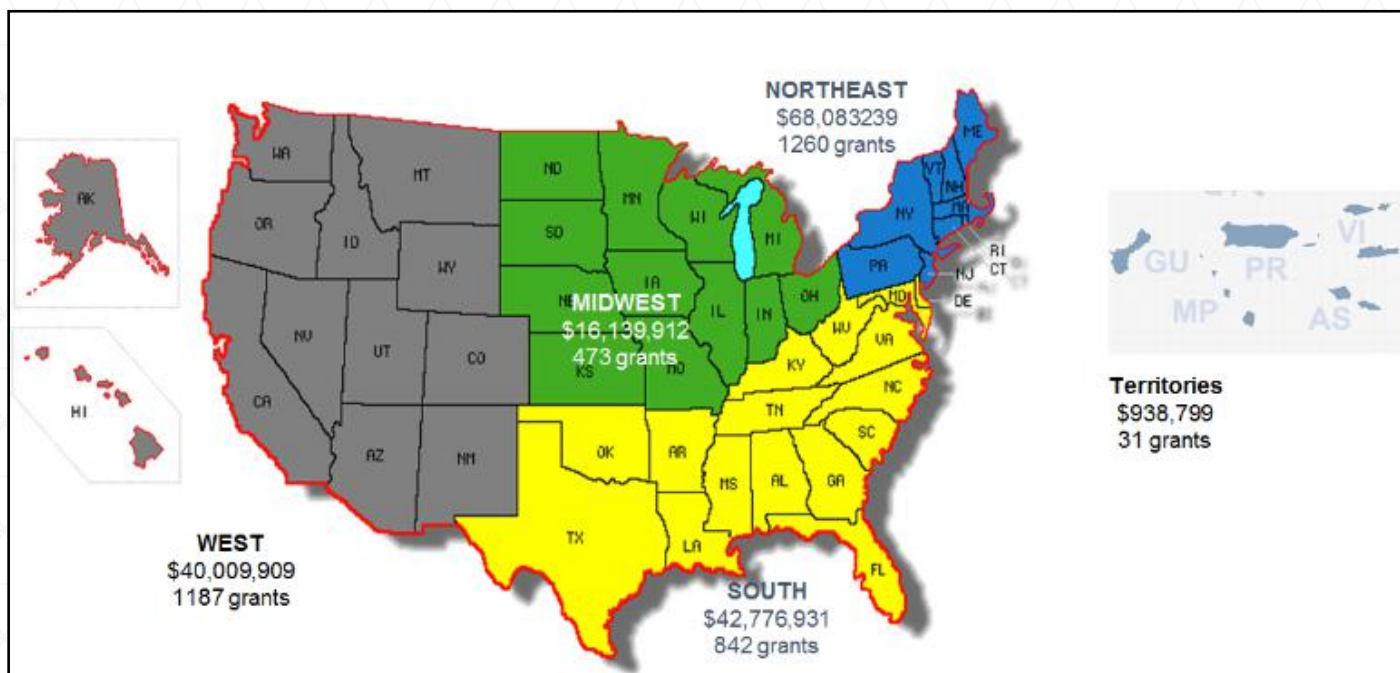 NORTHEAST
$68,083239
1260 grants
WA
MT
ND
MN
ME
AK
OR
ID
SD
WI
MI
VT
NH
NY
MA
WY
RI
CT
GU
PR
VI
NE
IA
PA
NJ
MIDWEST
$16,139,912
473 grants
IL
IN
OH
MD
DE
MP
AS
NV
UT
CO
KS
MO
WV
VA
KY
HI
CA
TN
NC
Territories
$938,799
31 grants
AZ
NM
OK
AR
SC
MS
AL
GA
TX
LA
WEST
$40,009,909
1187 grants
FL
SOUTH
$42,776,931
842 grants